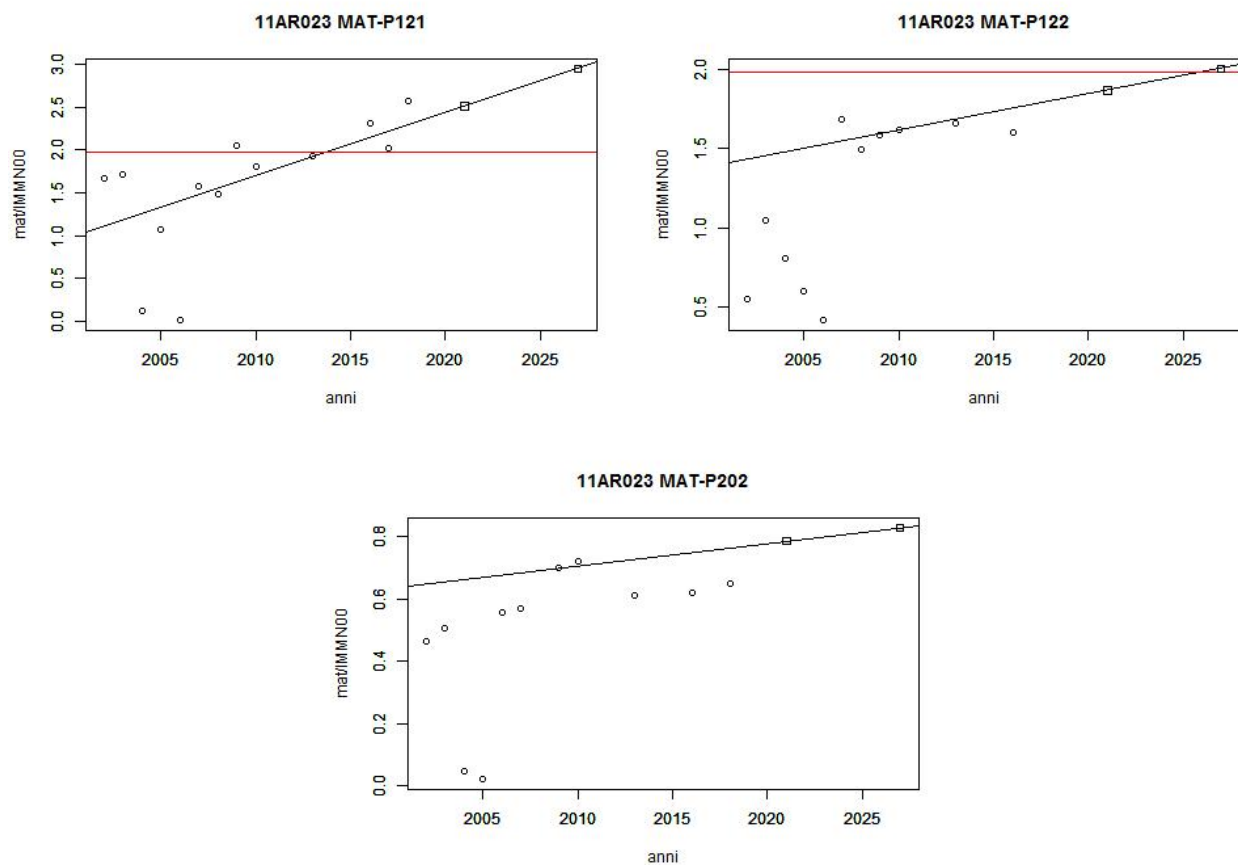 11AR023 MAT-P121
mat/IMMN00
3.0
2.5
2.0
1.5
1.0
0.5
0.0
2005 2010 2015 2020 2025
anni
11AR023 MAT-P122
mat/IMMN00
2.0
1.5
1.0
0.5
2005 2010 2015 2020 2025
anni
11AR023 MAT-P202
mat/IMMN00
0.8
0.6
0.4
0.2
0.0
2005 2010 2015 2020 2025
anni